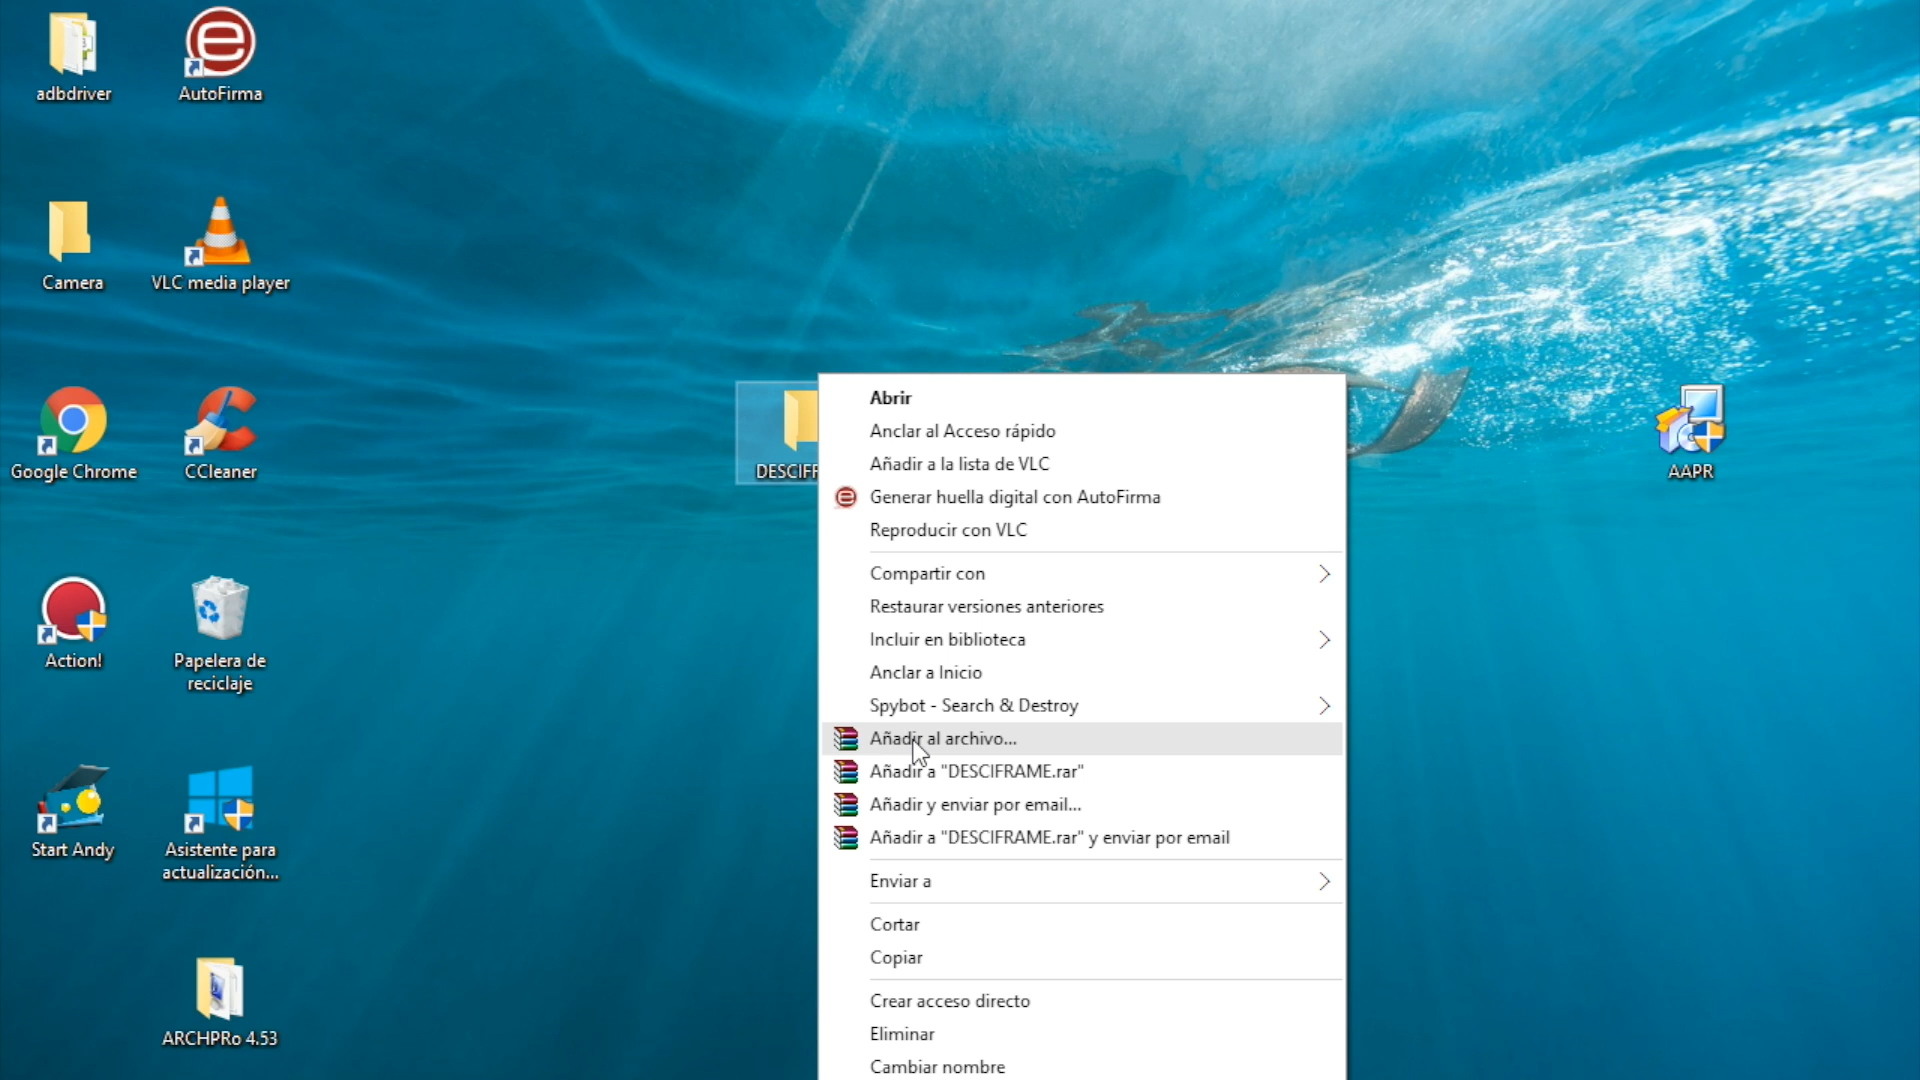 adbdriver
AutoFirma
Camera
VLC media player
Google Chrome
CCleaner
DESCIFR
AAPR
Action!
Papelera de
reciclaje
Start Andy
Asistente para
actualización...
ARCHPRo 4.53
Abrir
Anclar al Acceso rápido
Añadir a la lista de VLC
Generar huella digital con AutoFirma
Reproducir con VLC
Compartir con
Restaurar versiones anteriores
Incluir en biblioteca
Anclar a Inicio
Spybot - Search & Destroy
Añadir al archivo...
Añadir a "DESCIFRAME.rar"
Añadir y enviar por email...
Añadir a "DESCIFRAME.rar" y enviar por email
Enviar a
Cortar
Copiar
Crear acceso directo
Eliminar
Cambiar nombre